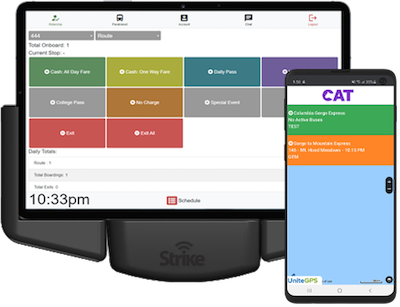 Paratransit
Account
Chat
Logout
444
Route
Total Onboard: 1
Current Stop: -
Cash: All Day Fare
Cash: One Way Fare
Daily Pass
College Pass
No Charge
Special Event
Exit
Exit All
Daily Totals:
Route: 1
Total Boardings: 1
Total Exits: 0
10:33pm
Schedule
Strike
CAT
Columbia Gorge Express
No Active Buses
TEST
Gorge to Mountain Express
146 - Mt. Hood Meadows - 10:15 PM
GEM
UniteGPS